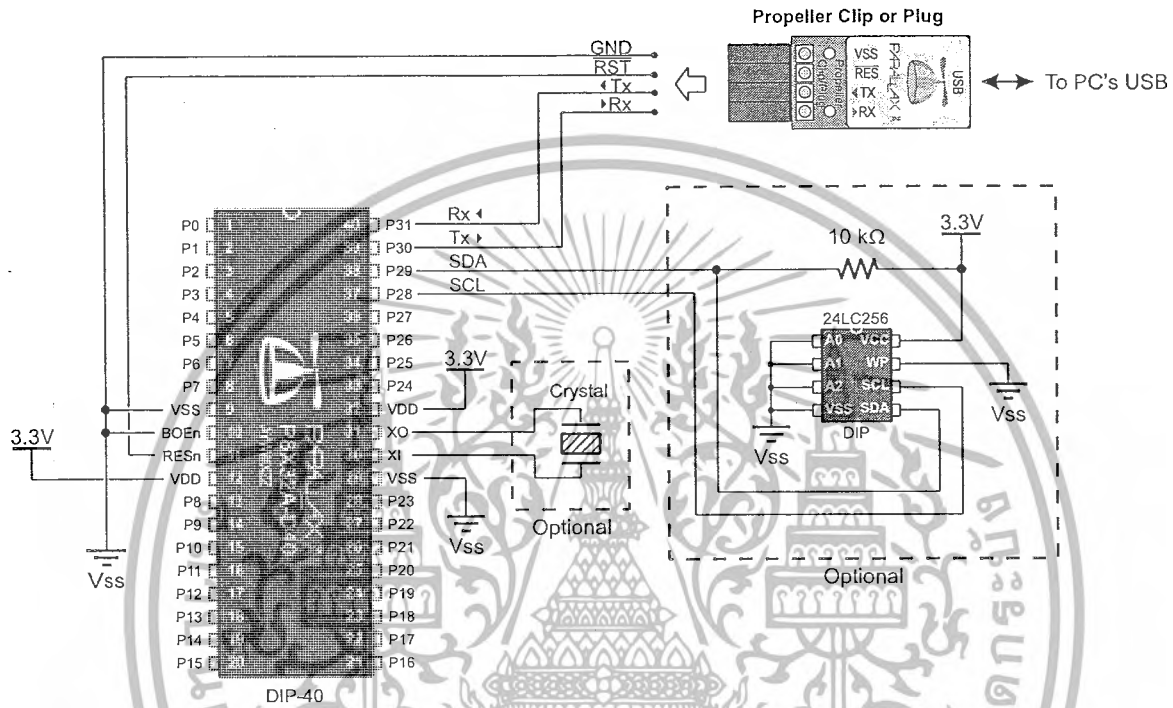 Propeller Clip or Plug
GND
RST
◂Tx
▸Rx
VSS
RES
◂TX
▸RX
PARALLAX
USB
To PC's USB
P0
P1
P2
P3
P4
P5
P6
P7
VSS
BOEn
RESn
VDD
P8
P9
P10
P11
P12
P13
P14
P15
3.3V
Vss
P31
P30
P29
P28
P27
P26
P25
P24
VDD
XO
XI
VSS
P23
P22
P21
P20
P19
P18
P17
P16
DIP-40
Rx ◂
Tx ▸
SDA
SCL
3.3V
Vss
Crystal
Optional
10 kΩ
3.3V
24LC256
A0 VCC
A1 WP
A2 SCL
VSS SDA
DIP
Vss
Vss
Optional